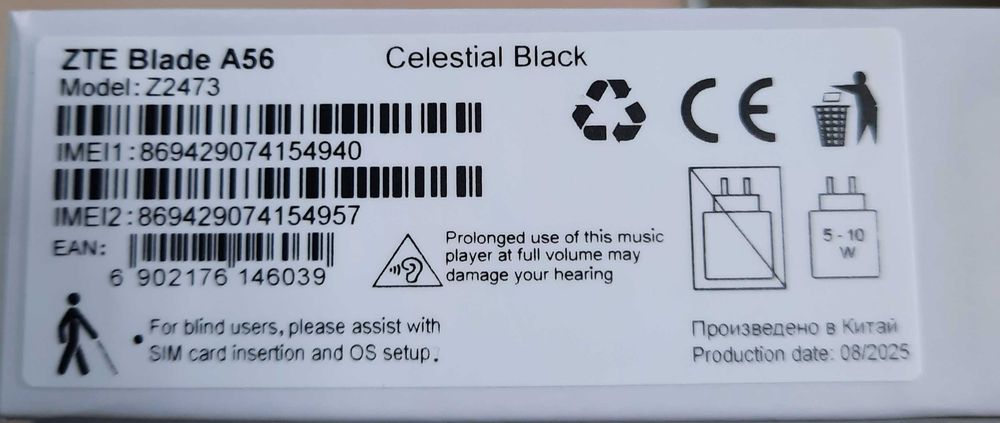 ZTE Blade A56
Celestial Black
Model: Z2473
IMEI1:869429074154940
IMEI2:869429074154957
EAN:
6 902176 146039
Prolonged use of this music
player at full volume may
damage your hearing
5 - 10
W
• For blind users, please assist with
SIM card insertion and OS setup.
Произведено в Китай
Production date: 08/2025